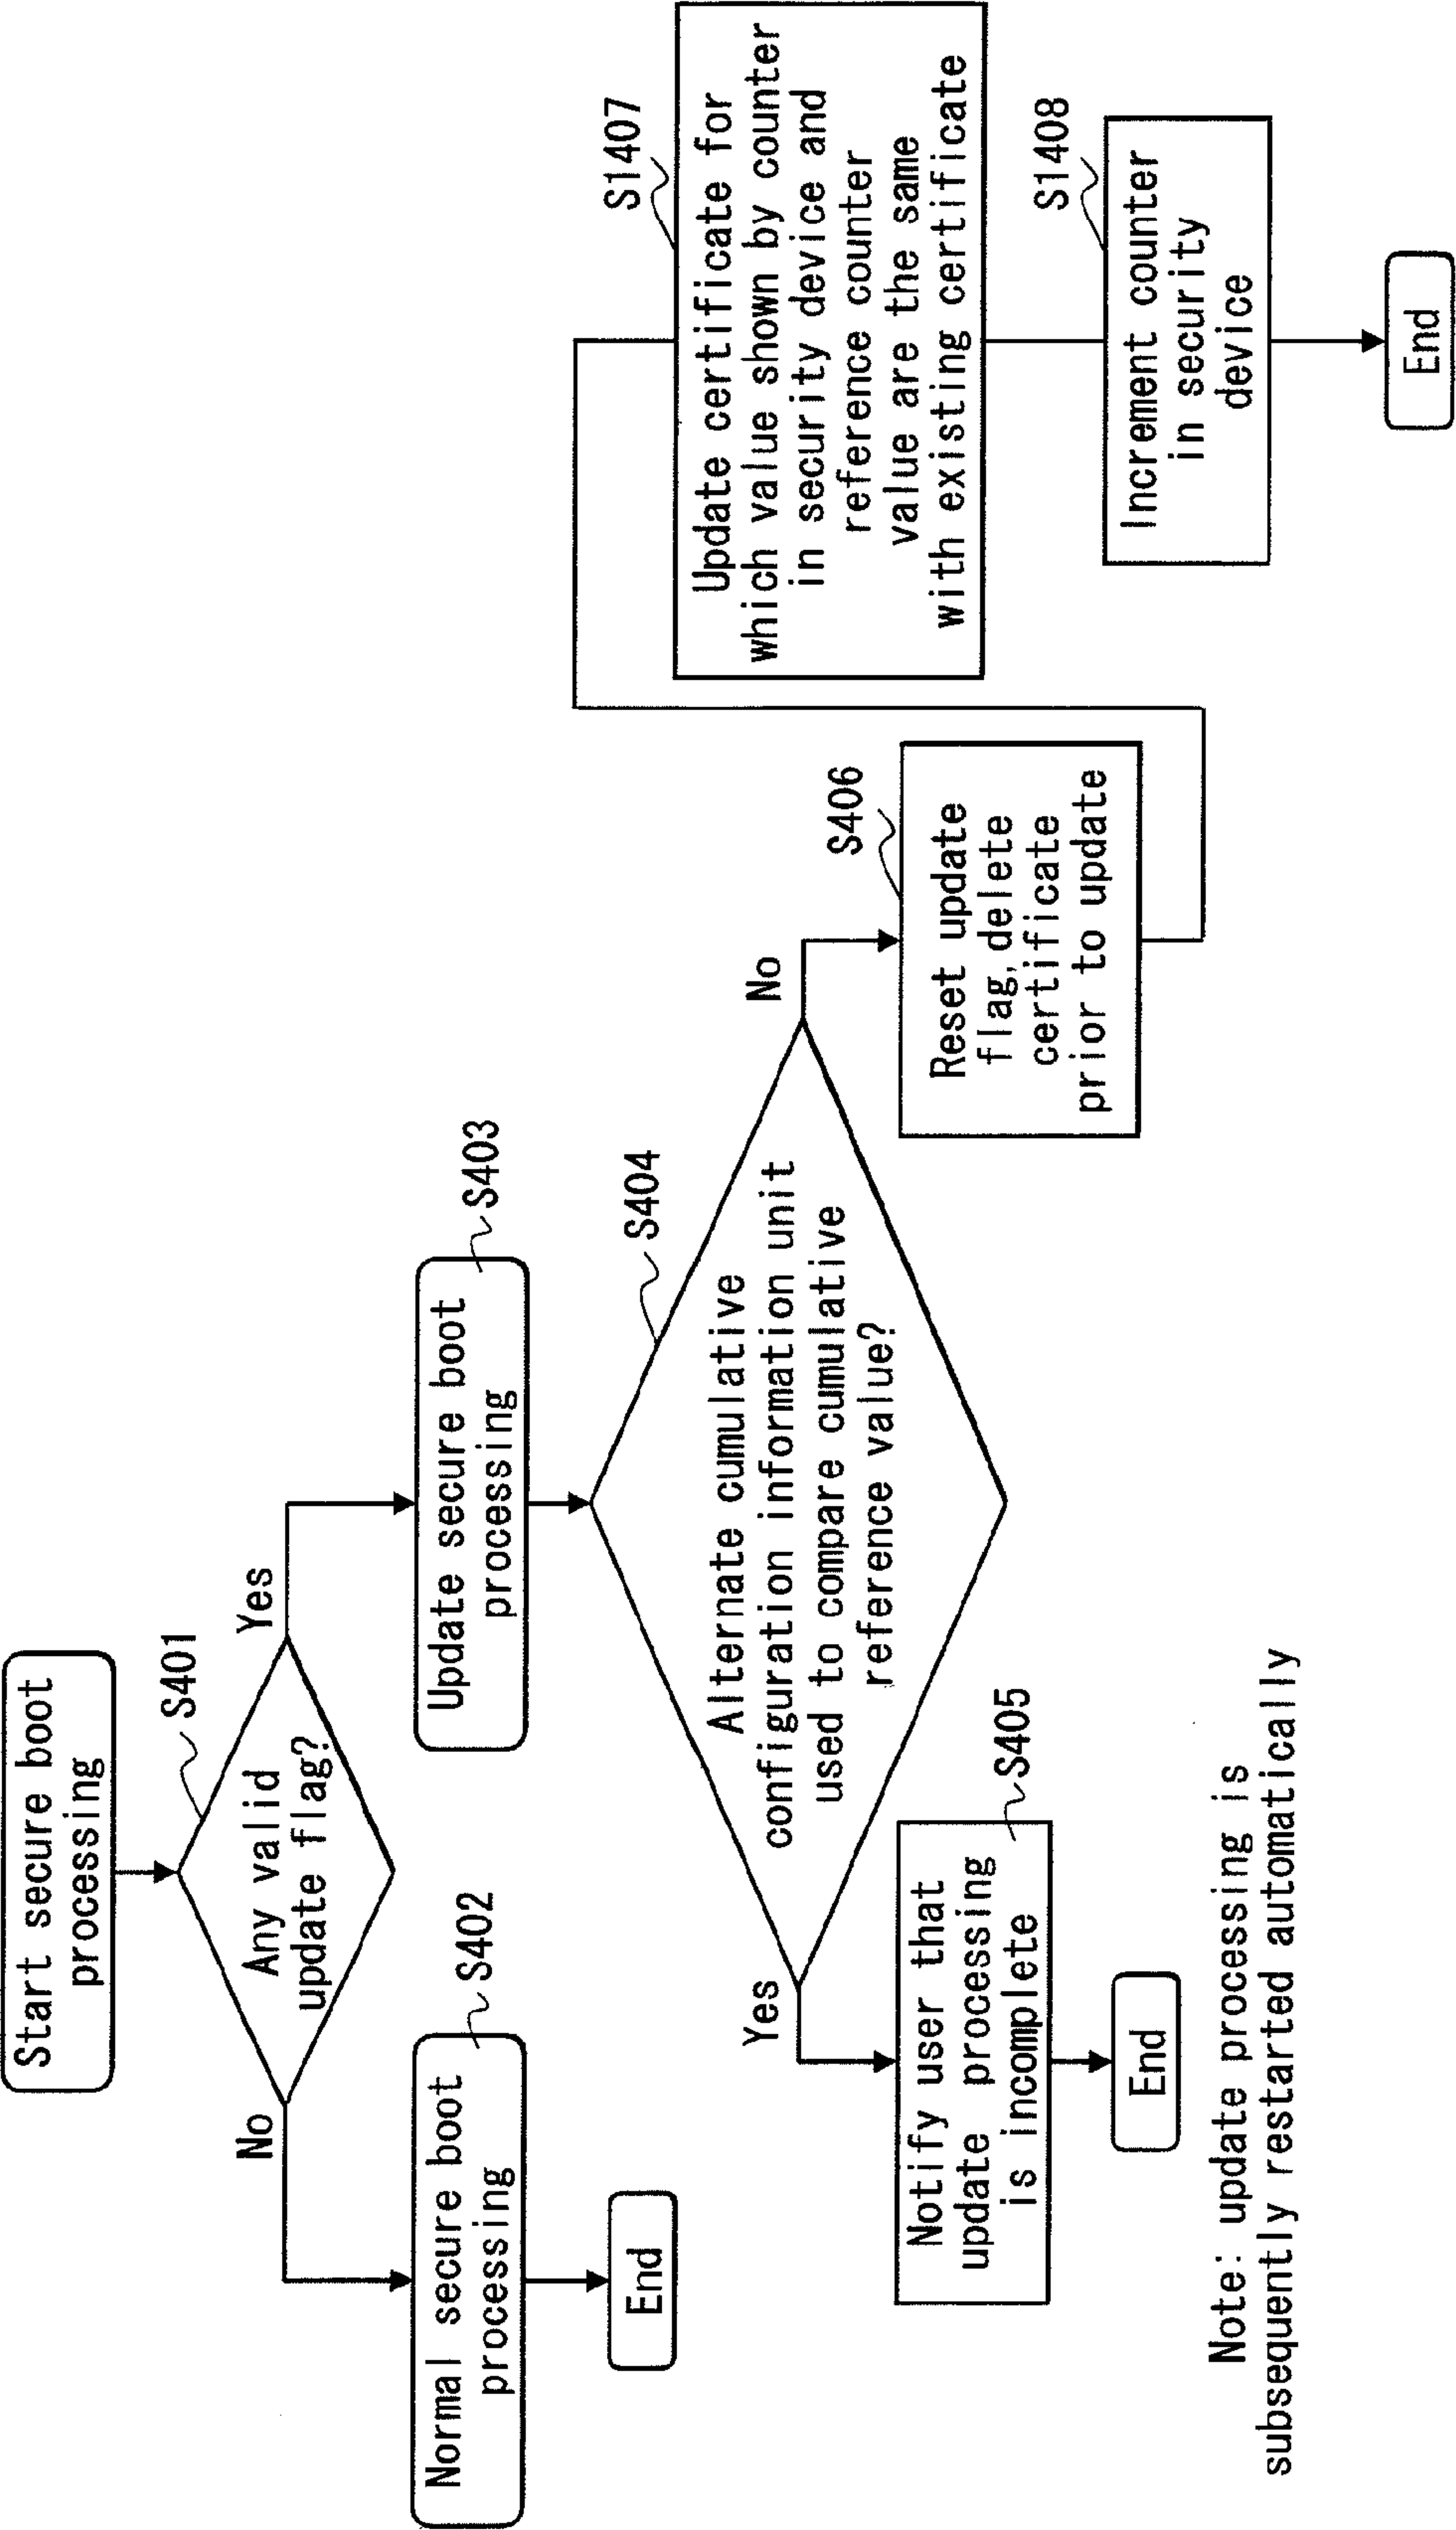 Start secure boot
processing
S401
Any valid
update flag?
No
Yes
S402
Normal secure boot
processing
End
S403
Update secure boot
processing
S404
Alternate cumulative
configuration information unit
used to compare cumulative
reference value?
Yes
No
S405
Notify user that
update processing
is incomplete
End
Note: update processing is
subsequently restarted automatically
S406
Reset update
flag, delete
certificate
prior to update
S1407
Update certificate for
which value shown by counter
in security device and
reference counter
value are the same
with existing certificate
S1408
Increment counter
in security
device
End